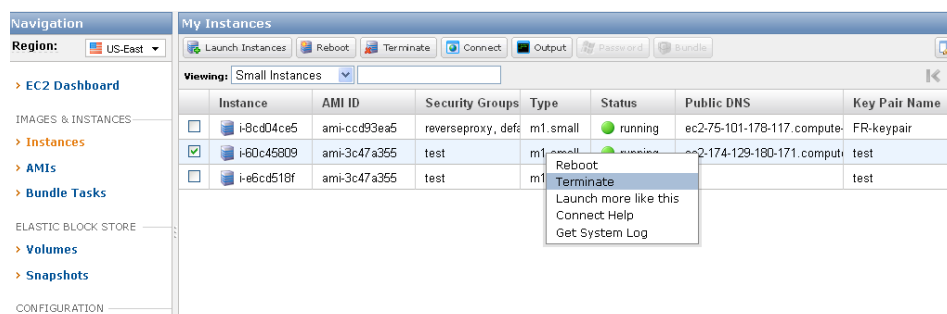 Navigation
Region: US-East
> EC2 Dashboard
IMAGES & INSTANCES
> Instances
> AMIs
> Bundle Tasks
ELASTIC BLOCK STORE
> Volumes
> Snapshots
CONFIGURATION
My Instances
Launch Instances Reboot Terminate Connect Output Password Bundle
Viewing: Small Instances
Instance AMI ID Security Groups Type Status Public DNS Key Pair Name
i-8cd04ce5 ami-ccd93ea5 reverseproxy, defa m1.small running ec2-75-101-178-117.compute- FR-keypair
i-60c45809 ami-3c47a355 test m1.small running ec2-174-129-180-171.comput test
i-e6cd518f ami-3c47a355 test m1 test
Reboot
Terminate
Launch more like this
Connect Help
Get System Log